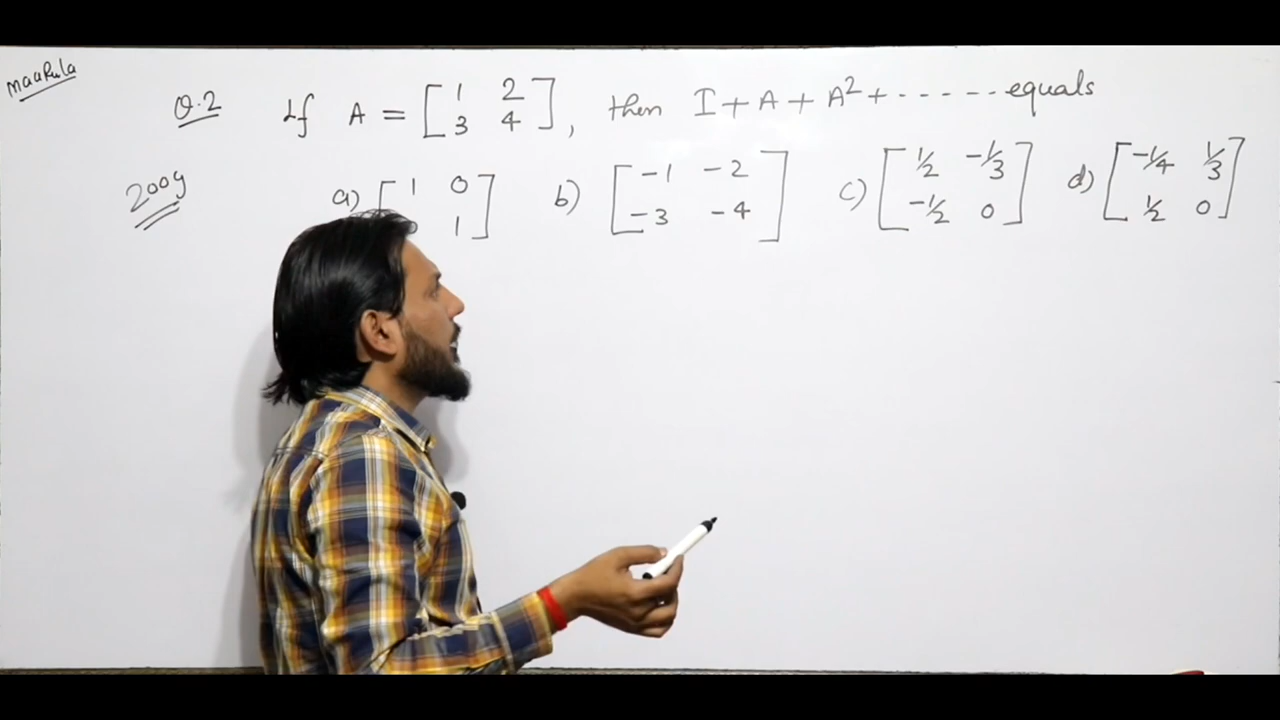 Maarula
Q.2 If A = [1 2; 3 4], then I + A + A² + ------ equals
2009 a) [1 0; 1] b) [-1 -2; -3 -4] c) [1/2 -1/3; -1/2 0] d) [-1/4 1/3; 1/2 0]